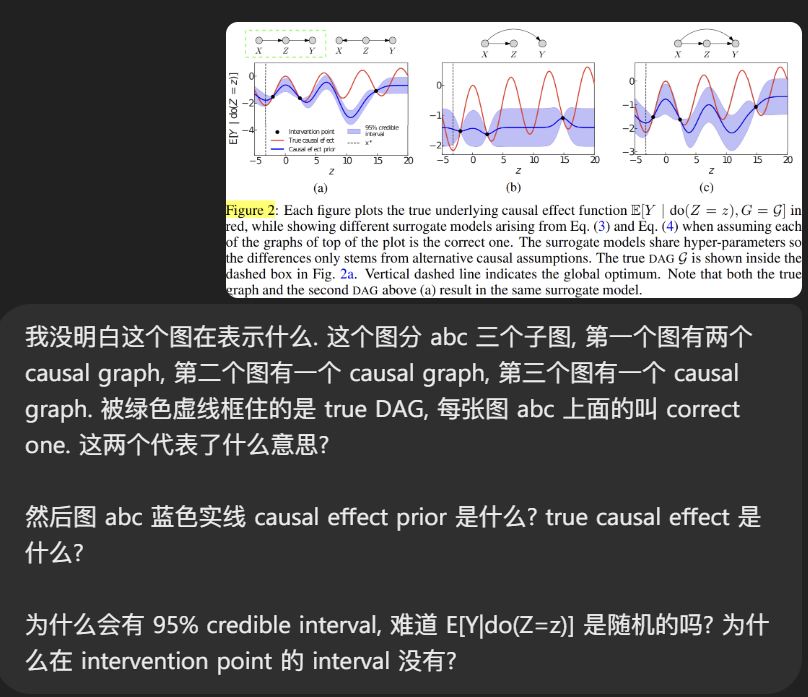 X Z Y X Z Y
X Z Y
X Z Y
E[Y | do(Z = z)]
0
−2
−4
Intervention point
True causal effect
Causal effect prior
95% credible
interval
x*
−5 0 5 10 15 20
z
(a)
0
−1
−2
−5 0 5 10 15 20
z
(b)
0
−1
−2
−3
−5 0 5 10 15 20
z
(c)
Figure 2: Each figure plots the true underlying causal effect function 𝔼[Y | do(Z = z), G = 𝒢] in
red, while showing different surrogate models arising from Eq. (3) and Eq. (4) when assuming each
of the graphs of top of the plot is the correct one. The surrogate models share hyper-parameters so
the differences only stems from alternative causal assumptions. The true DAG 𝒢 is shown inside the
dashed box in Fig. 2a. Vertical dashed line indicates the global optimum. Note that both the true
graph and the second DAG above (a) result in the same surrogate model.
我没明白这个图在表示什么. 这个图分 abc 三个子图, 第一个图有两个
causal graph, 第二个图有一个 causal graph, 第三个图有一个 causal
graph. 被绿色虚线框住的是 true DAG, 每张图 abc 上面的叫 correct
one. 这两个代表了什么意思?
然后图 abc 蓝色实线 causal effect prior 是什么? true causal effect 是
什么?
为什么会有 95% credible interval, 难道 E[Y|do(Z=z)] 是随机的吗? 为什
么在 intervention point 的 interval 没有?